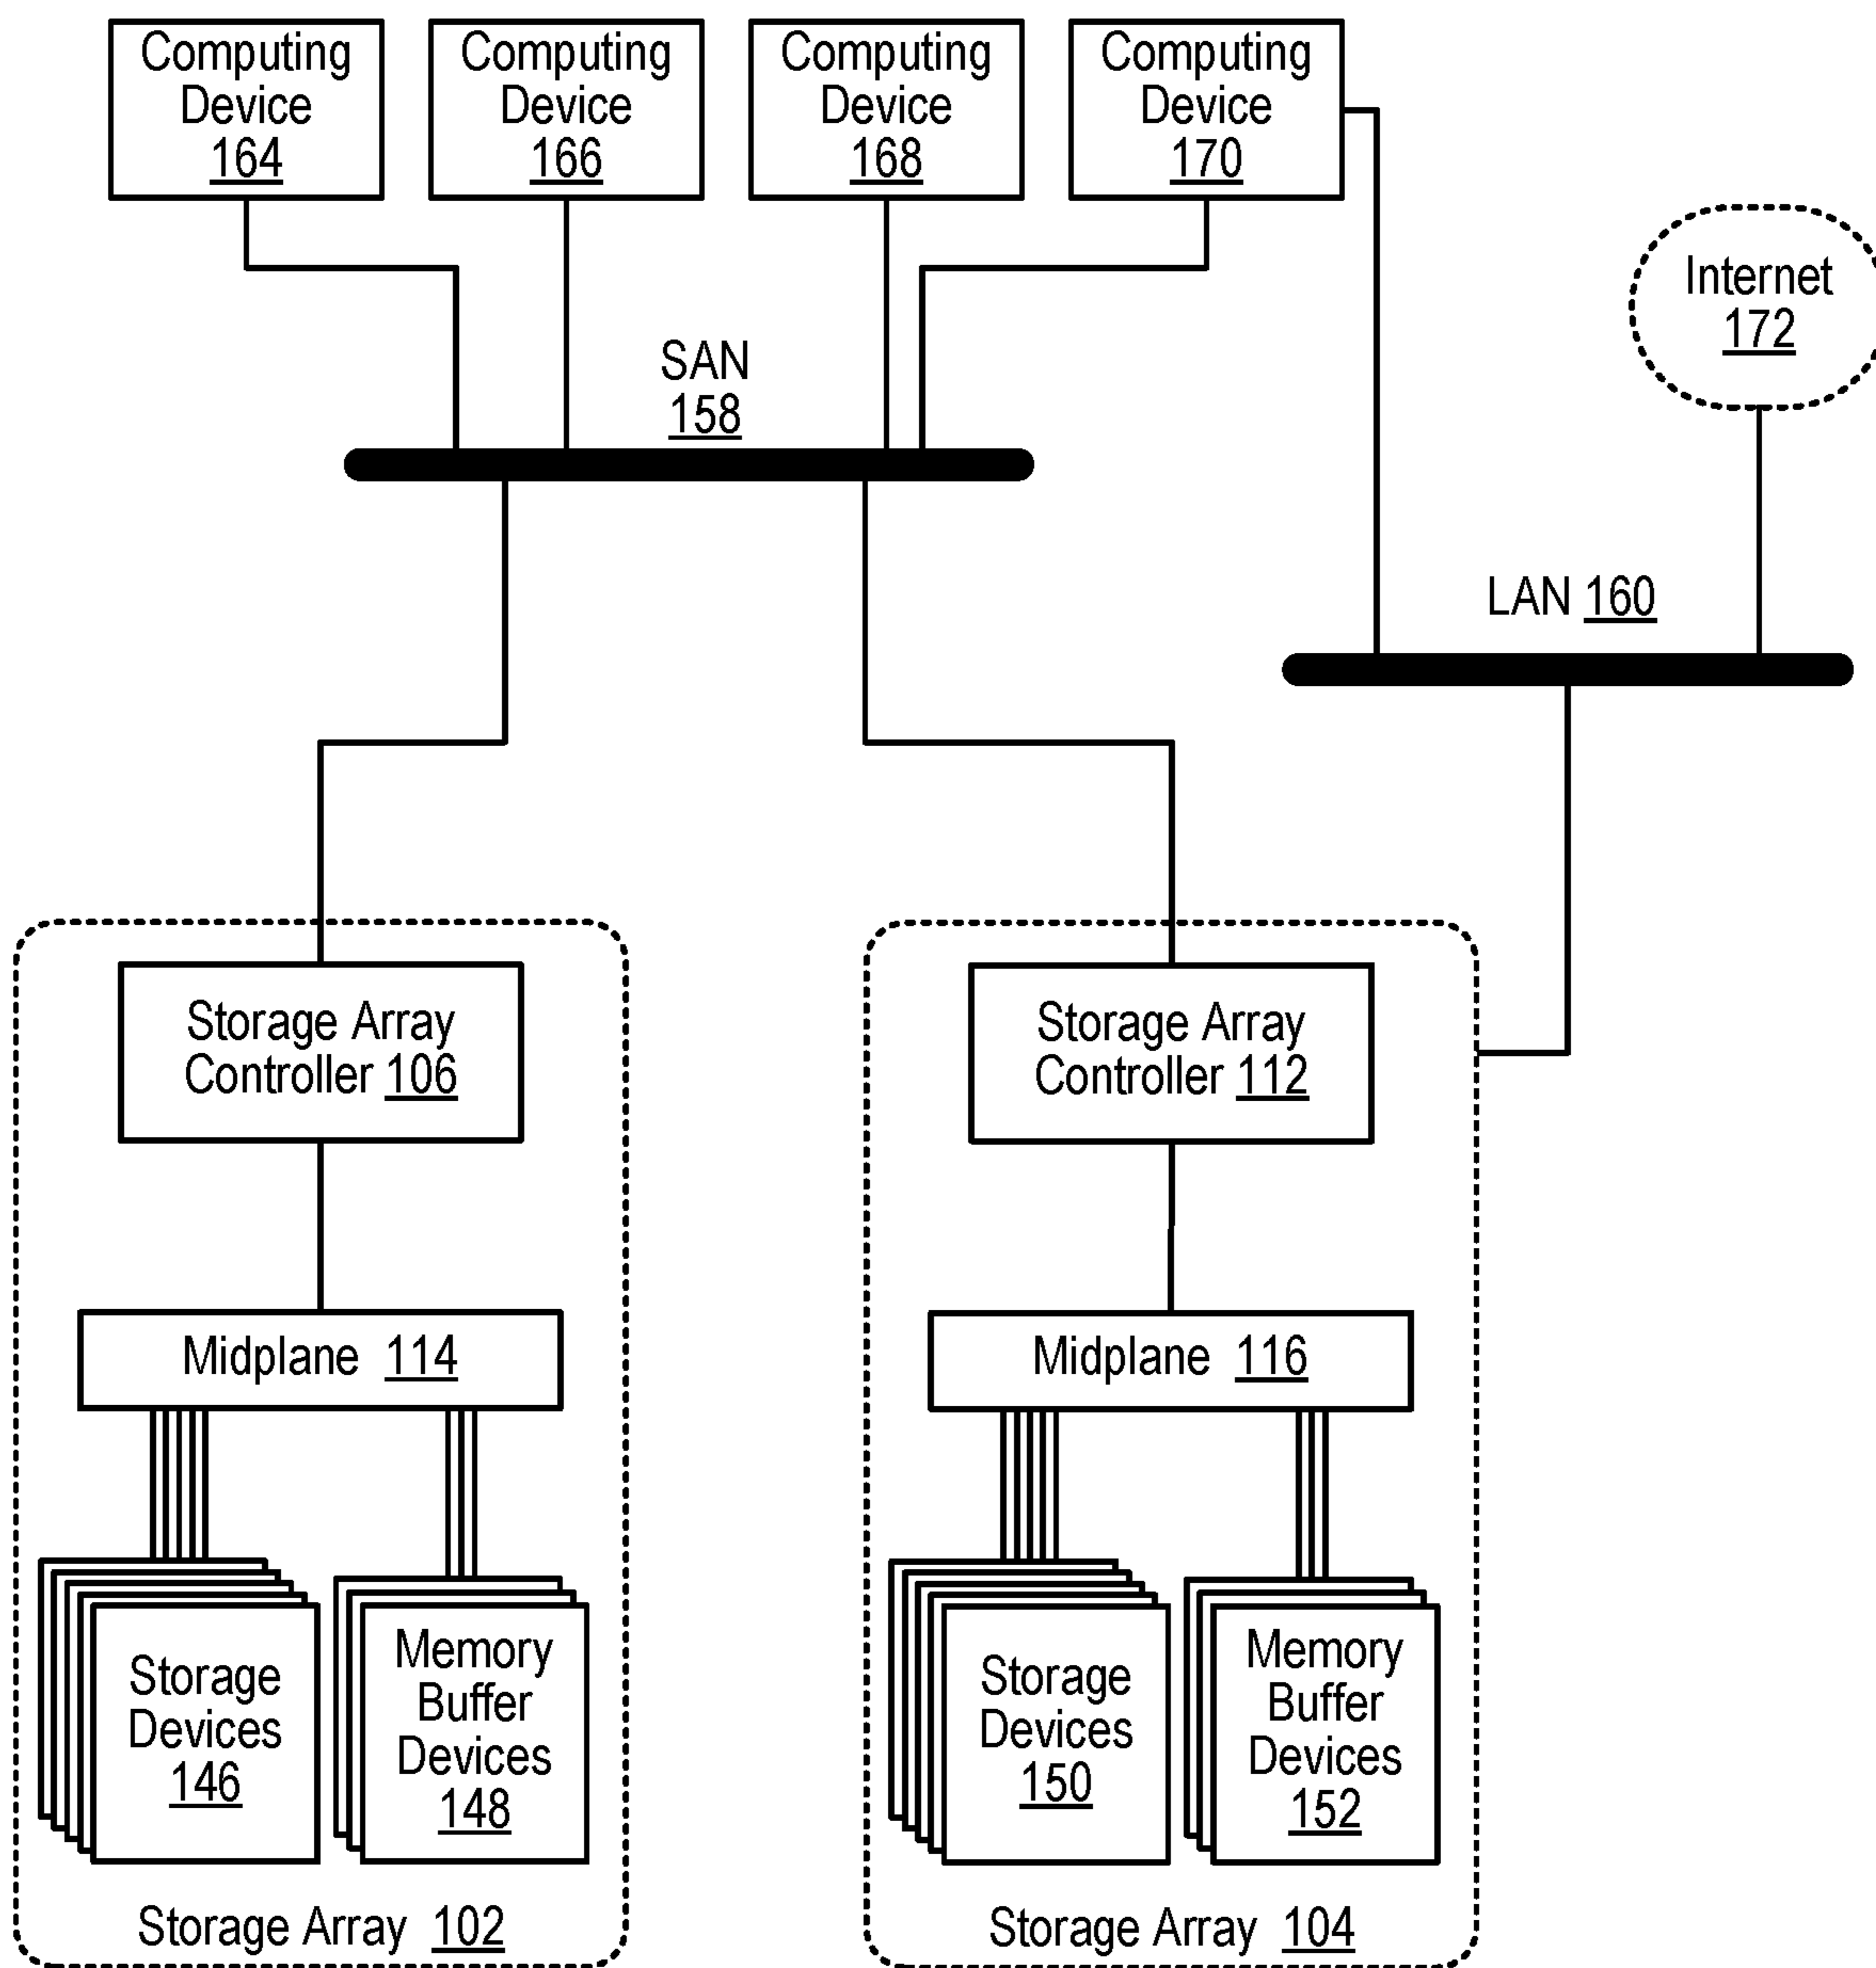 Computing
Device
164
Computing
Device
166
Computing
Device
168
Computing
Device
170
Internet
172
SAN
158
LAN 160
Storage Array
Controller 106
Storage Array
Controller 112
Midplane 114
Midplane 116
Storage
Devices
146
Memory
Buffer
Devices
148
Storage
Devices
150
Memory
Buffer
Devices
152
Storage Array 102
Storage Array 104